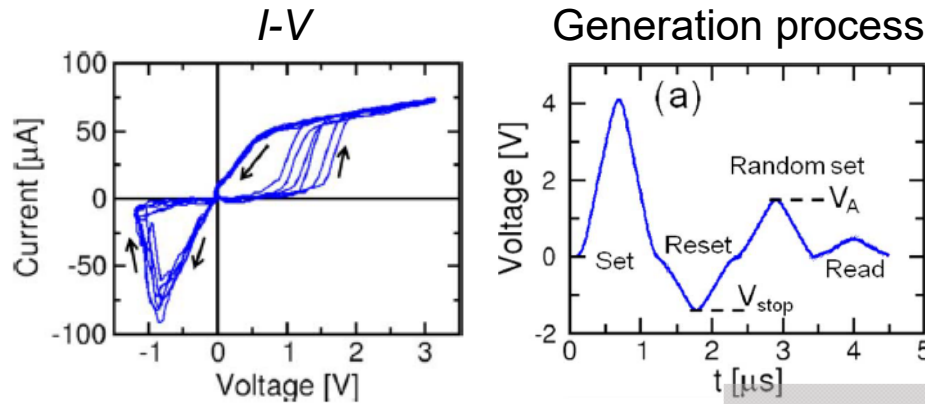 I-V
Generation process
100
50
0
-50
-100
Current [μA]
-1
0
1
2
3
Voltage [V]
(a)
4
2
0
-2
Voltage [V]
Set
Reset
V_stop
Random set
V_A
Read
0
1
2
3
4
5
t [μs]